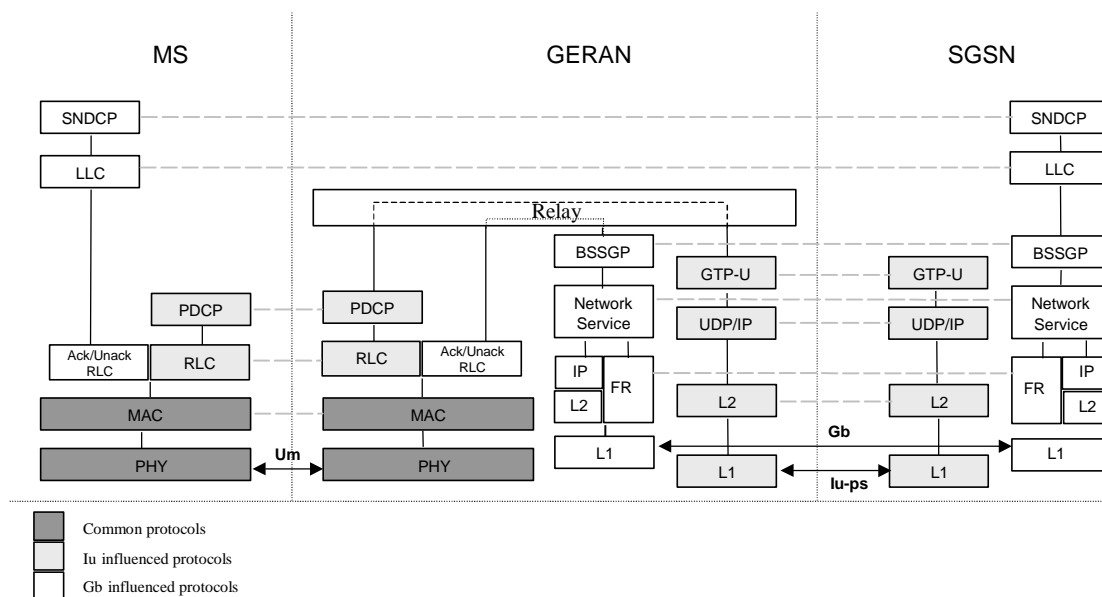 MS
GERAN
SGSN
SNDCP
SNDCP
LLC
LLC
Relay
BSSGP
BSSGP
GTP-U
GTP-U
PDCP
PDCP
Network
Service
Network
Service
UDP/IP
UDP/IP
Ack/Unack
RLC
RLC
RLC
Ack/Unack
RLC
IP
FR
L2
FR
IP
L2
MAC
MAC
L2
L2
Gb
L1
L1
Um
PHY
PHY
L1
L1
Iu-ps
Common protocols
Iu influenced protocols
Gb influenced protocols